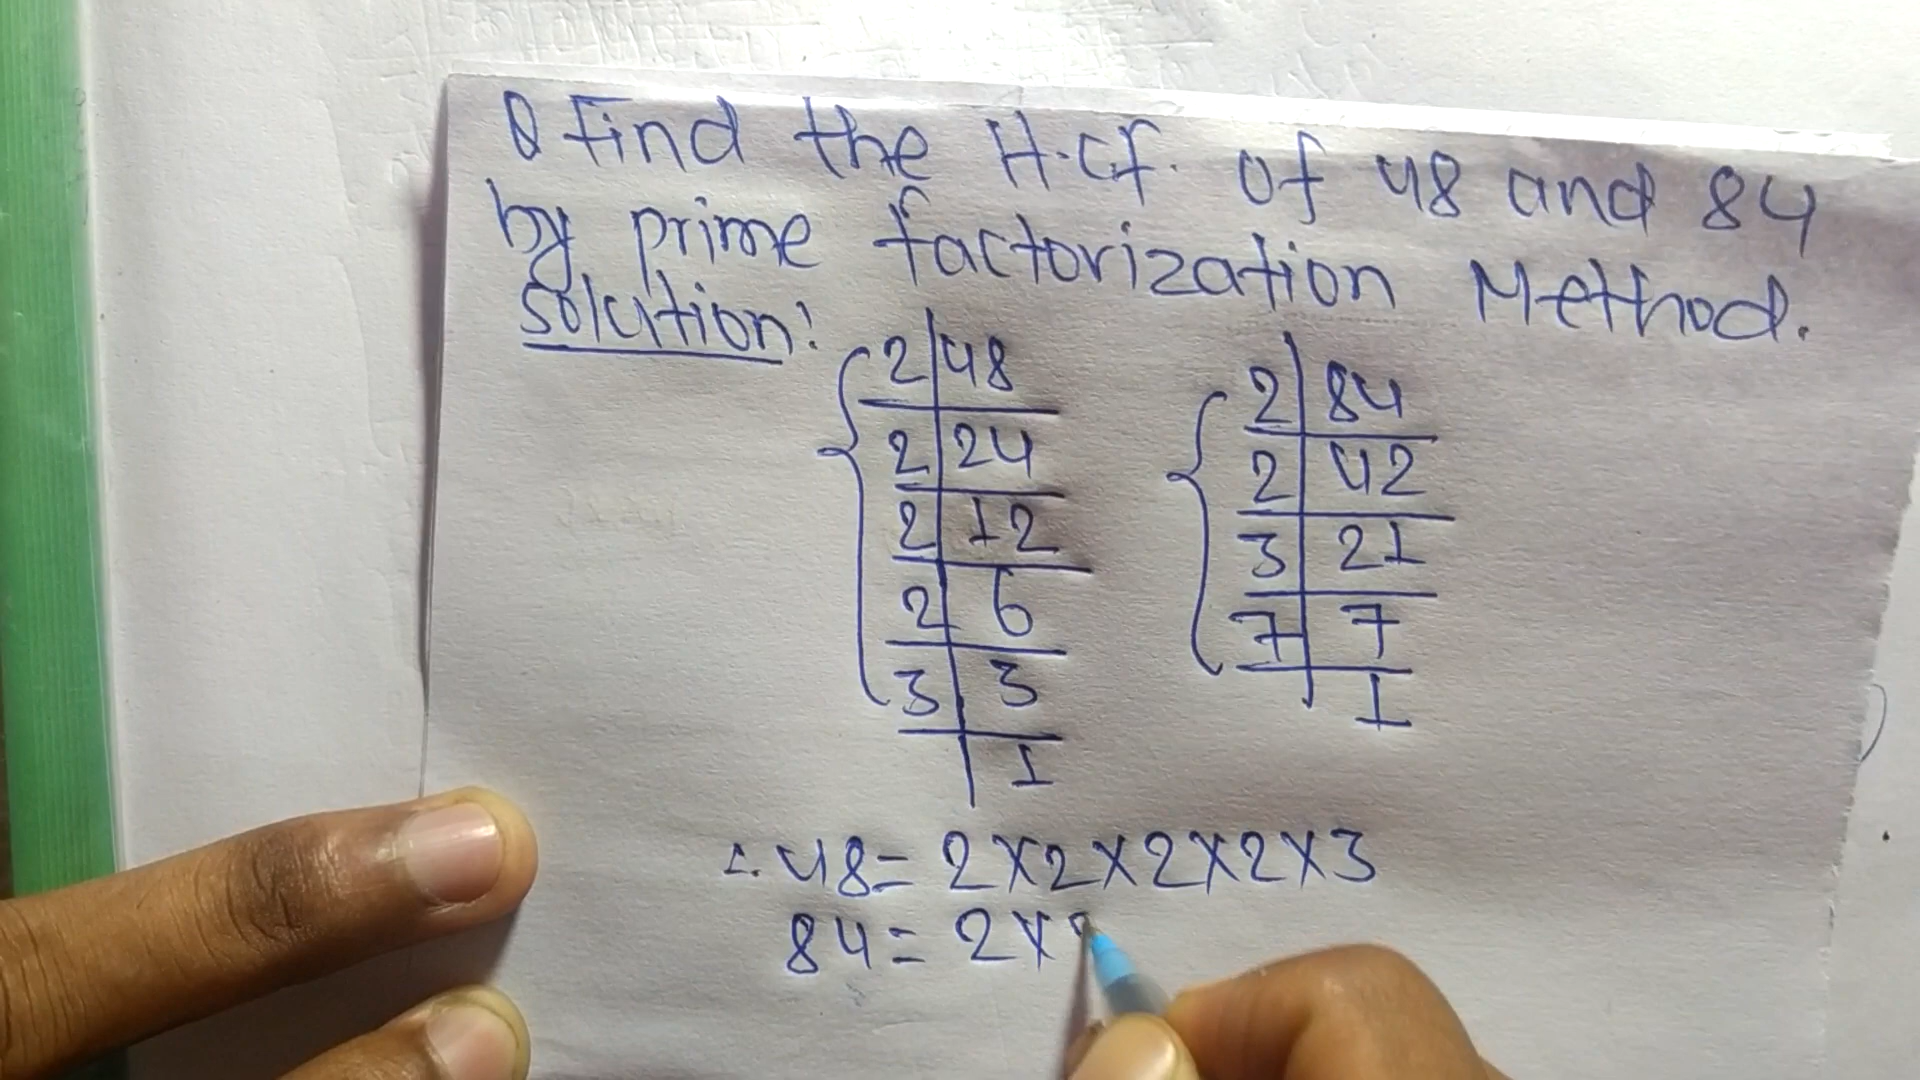 Q Find the H.C.F. of 48 and 84
by prime factorization Method.
Solution:
2 | 48
2 | 24
2 | 12
2 | 6
3 | 3
1
2 | 84
2 | 42
3 | 21
7 | 7
1
∴ 48 = 2×2×2×2×3
84 = 2×